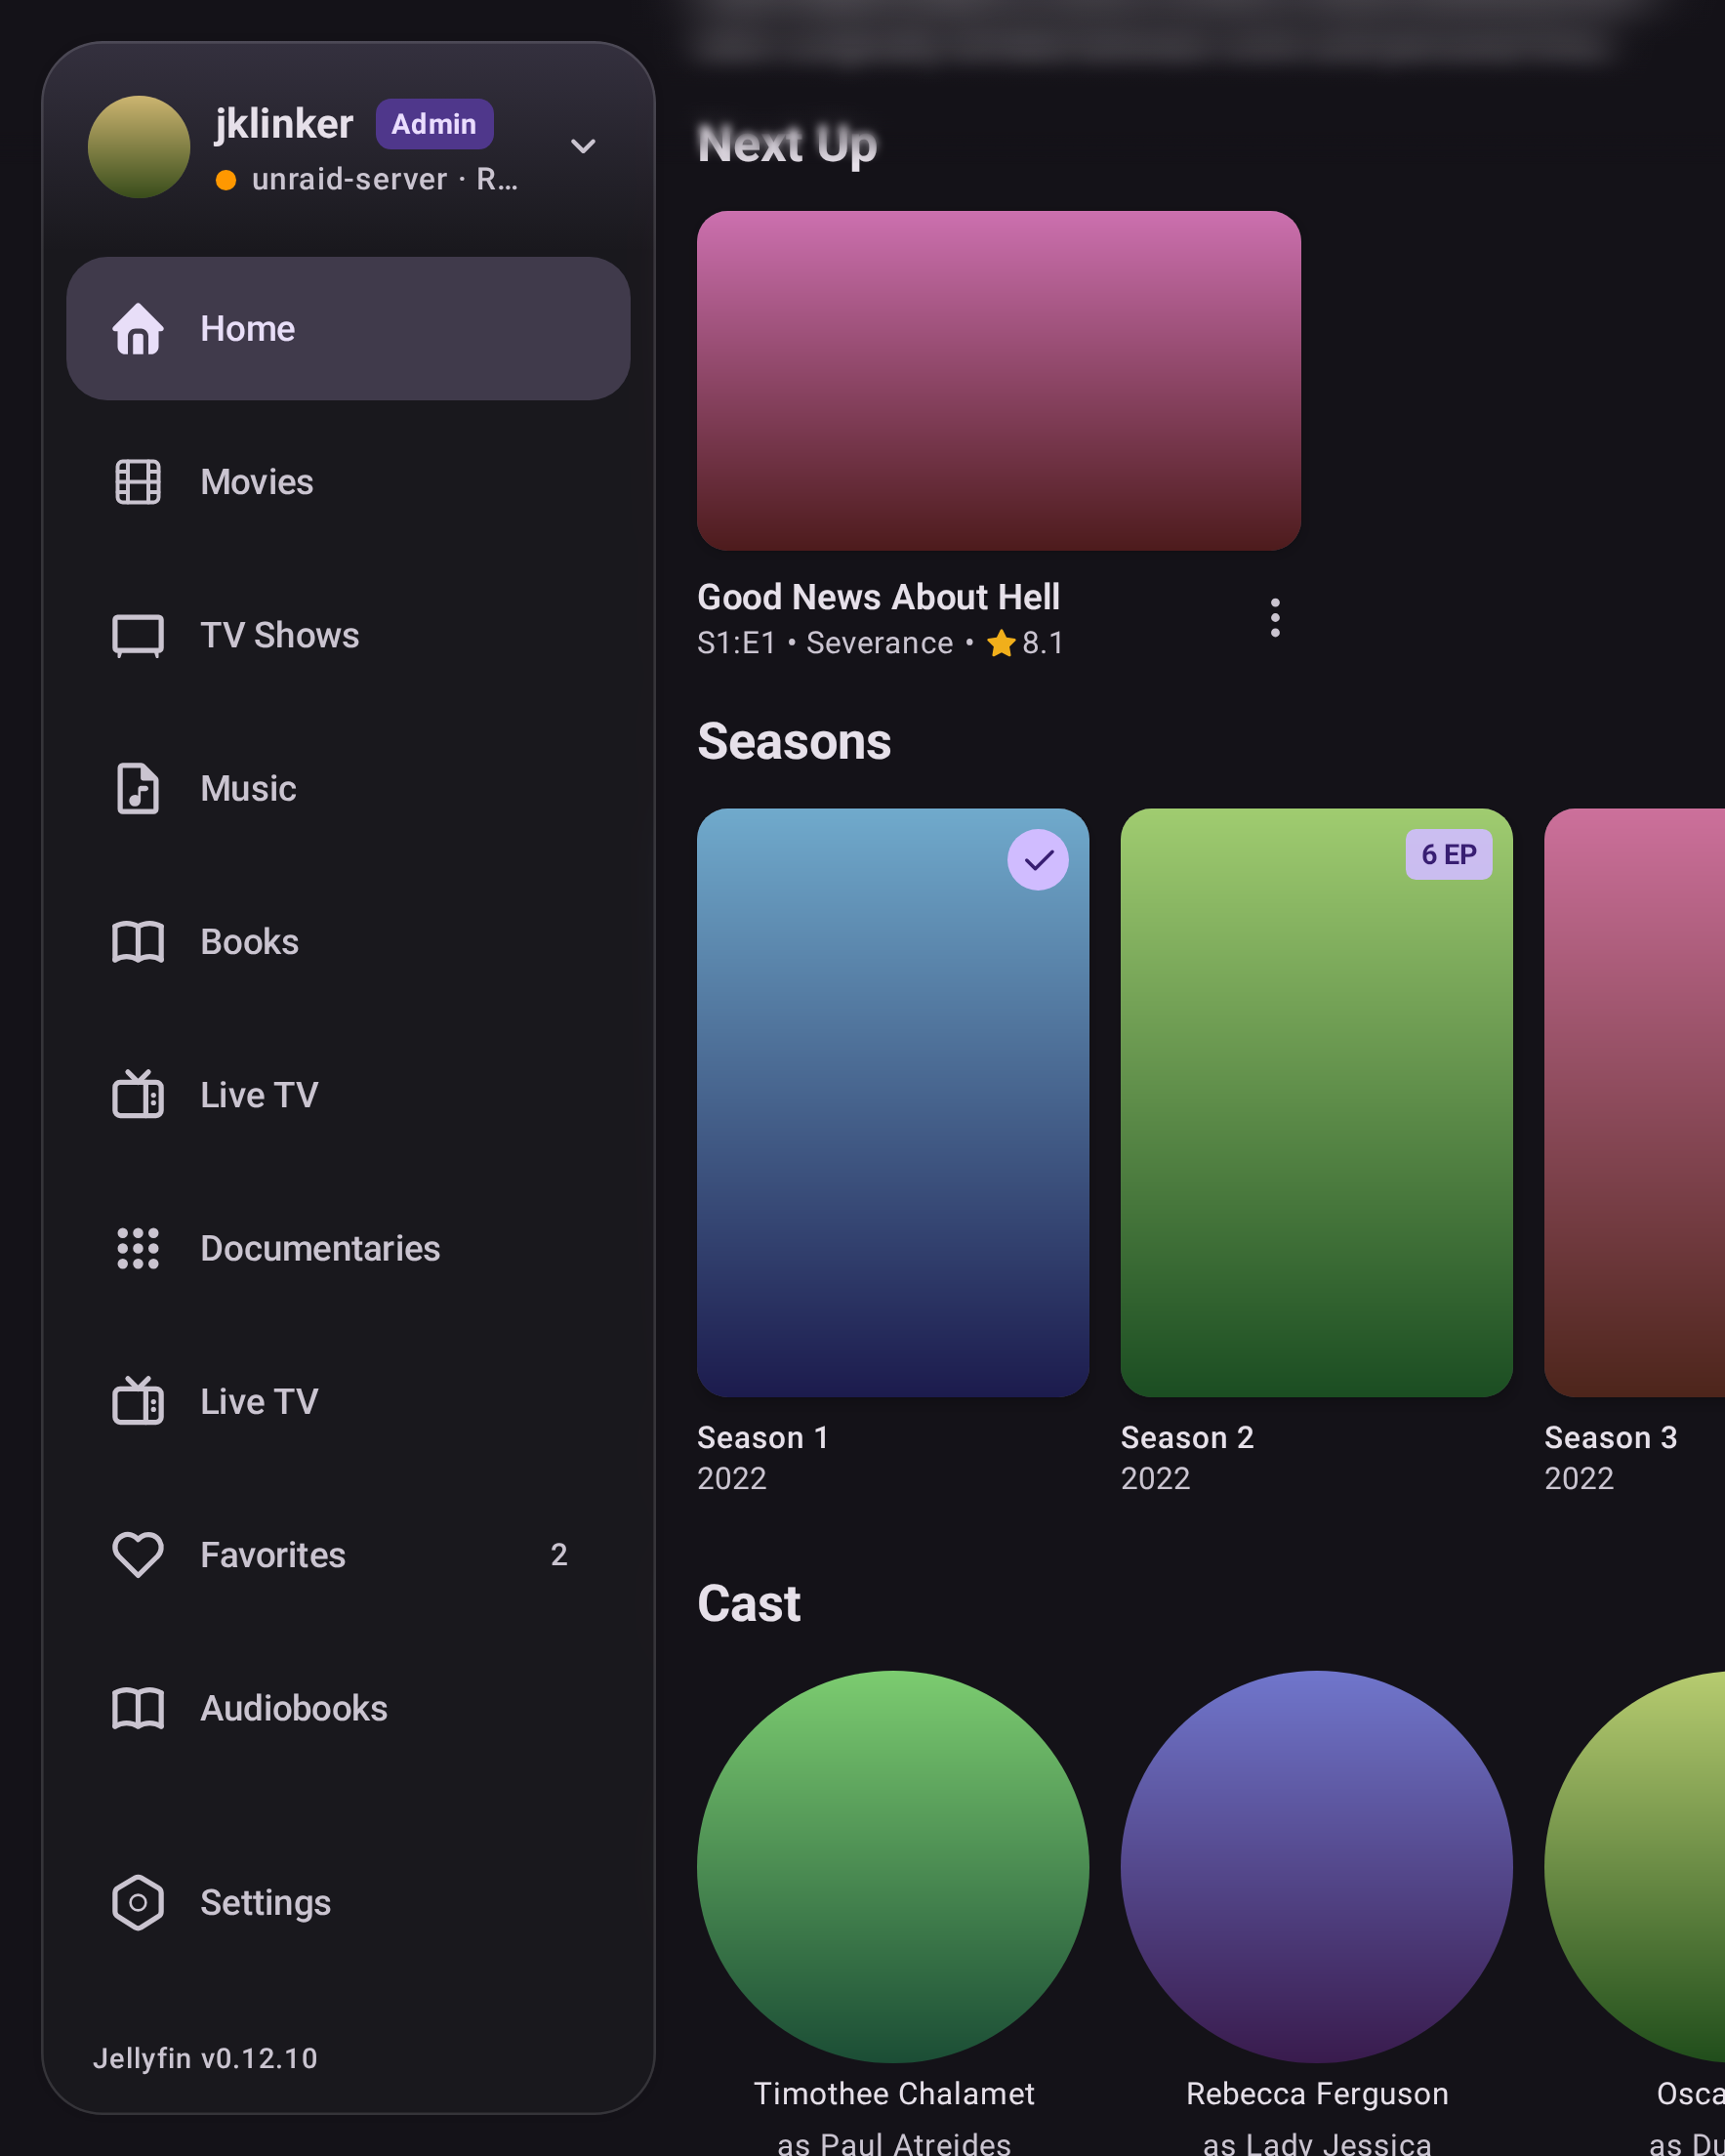 jklinker
Admin
unraid-server · R…
Home
Movies
TV Shows
Music
Books
Live TV
Documentaries
Live TV
Favorites 2
Audiobooks
Settings
Jellyfin v0.12.10
Next Up
Good News About Hell
S1:E1 • Severance • 8.1
Seasons
6 EP
Season 1
2022
Season 2
2022
Season 3
2022
Cast
Timothee Chalamet
as Paul Atreides
Rebecca Ferguson
as Lady Jessica
Osca
as Du